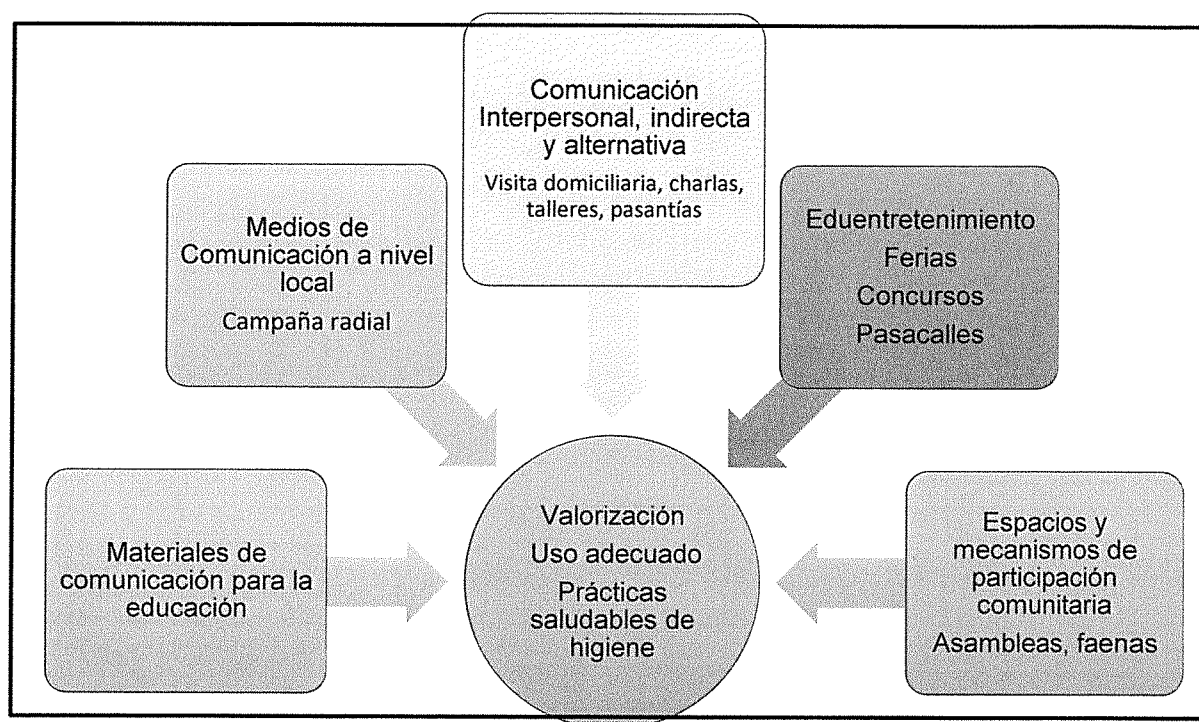 Comunicación
Interpersonal, indirecta
y alternativa
Visita domiciliaria, charlas,
talleres, pasantías
Medios de
Comunicación a nivel
local
Campaña radial
Eduentretenimiento
Ferias
Concursos
Pasacalles
Materiales de
comunicación para la
educación
Valorización
Uso adecuado
Prácticas
saludables de
higiene
Espacios y
mecanismos de
participación
comunitaria
Asambleas, faenas